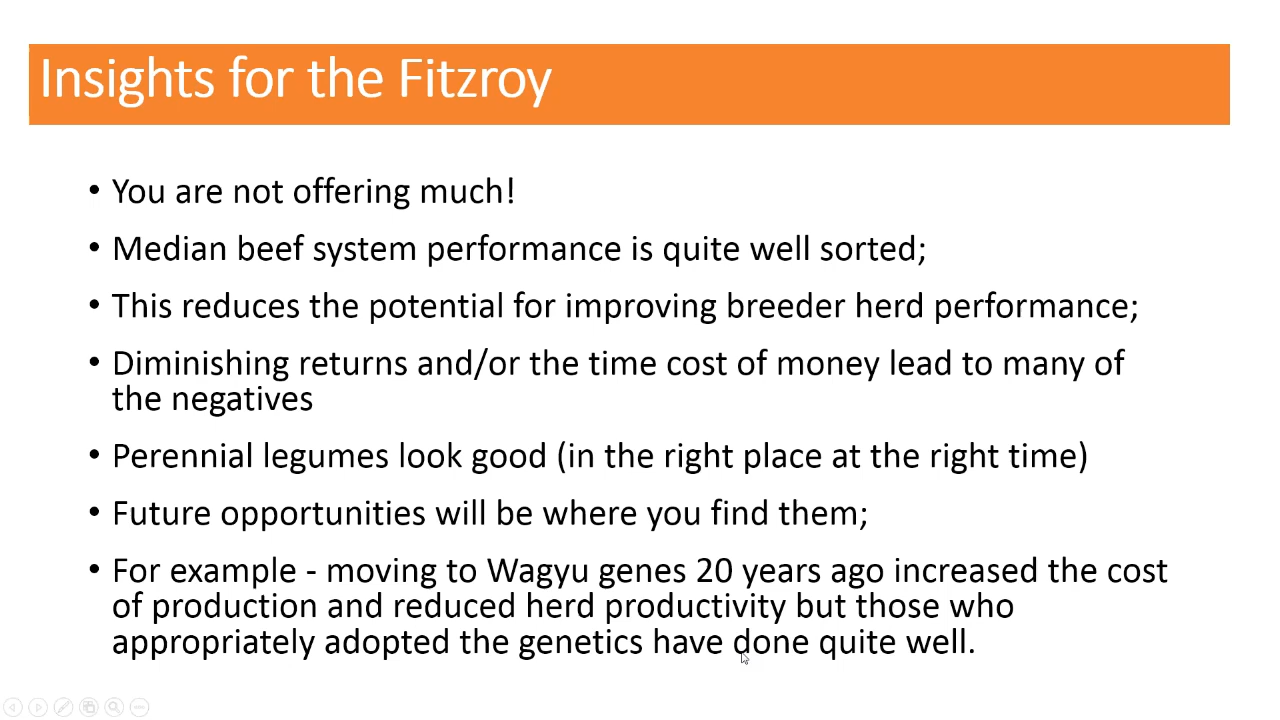 Insights for the Fitzroy
• You are not offering much!
• Median beef system performance is quite well sorted;
• This reduces the potential for improving breeder herd performance;
• Diminishing returns and/or the time cost of money lead to many of
the negatives
• Perennial legumes look good (in the right place at the right time)
• Future opportunities will be where you find them;
• For example - moving to Wagyu genes 20 years ago increased the cost
of production and reduced herd productivity but those who
appropriately adopted the genetics have done quite well.